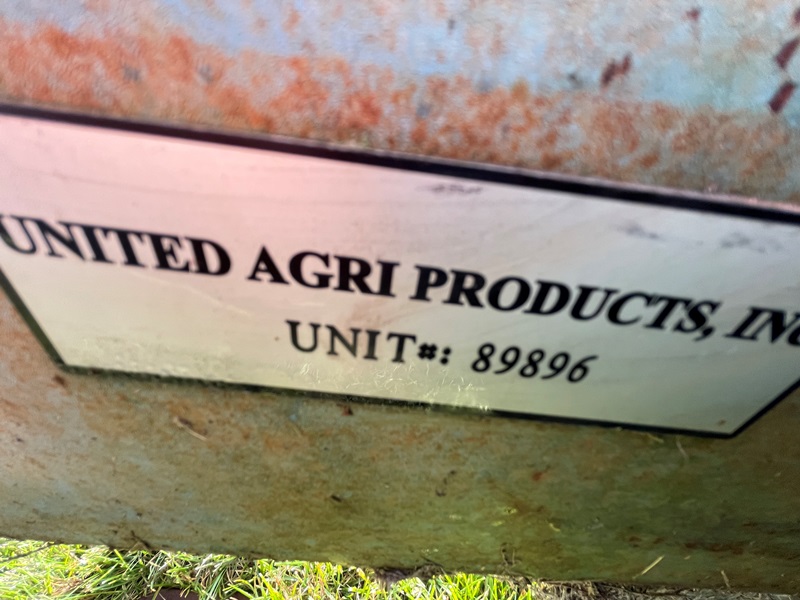 UNITED AGRI PRODUCTS, INC
UNIT#: 89896